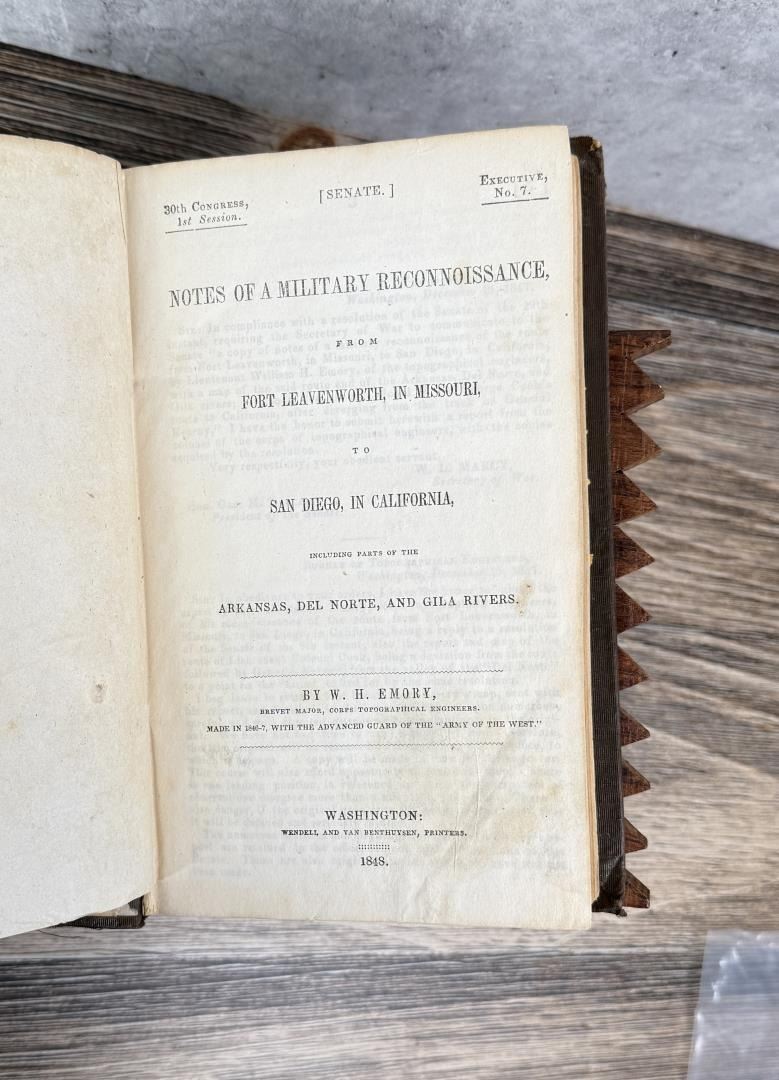 30th Congress,
1st Session.
[SENATE.]
Executive,
No. 7.
NOTES OF A MILITARY RECONNOISSANCE,
FROM
FORT LEAVENWORTH, IN MISSOURI,
TO
SAN DIEGO, IN CALIFORNIA,
INCLUDING PARTS OF THE
ARKANSAS, DEL NORTE, AND GILA RIVERS.
BY W. H. EMORY,
BREVET MAJOR, CORPS TOPOGRAPHICAL ENGINEERS.
MADE IN 1846-7, WITH THE ADVANCED GUARD OF THE "ARMY OF THE WEST."
WASHINGTON:
WENDELL AND VAN BENTHUYSEN, PRINTERS.
1848.